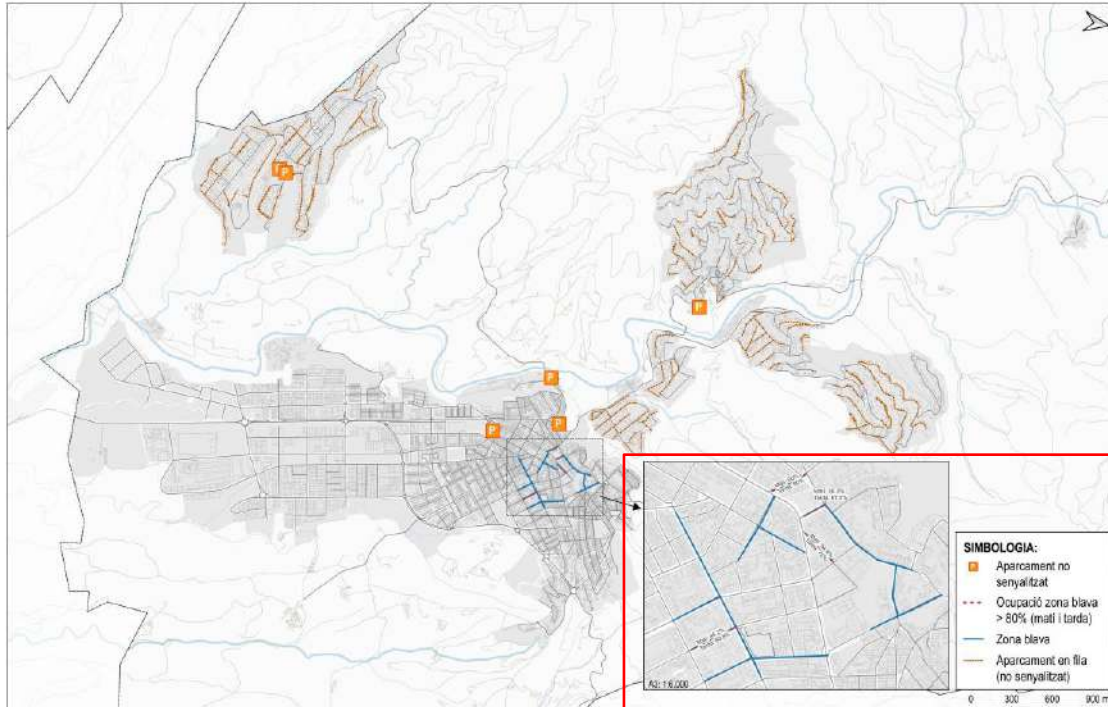 P
P
P
P
P
P
SIMBOLOGIA:
P Aparcament no
senyalitzat
Ocupació zona blava
> 80% (matí i tarda)
Zona blava
Aparcament en fila
(no senyalitzat)
A3: 1:6.000
0 300 600 900 m